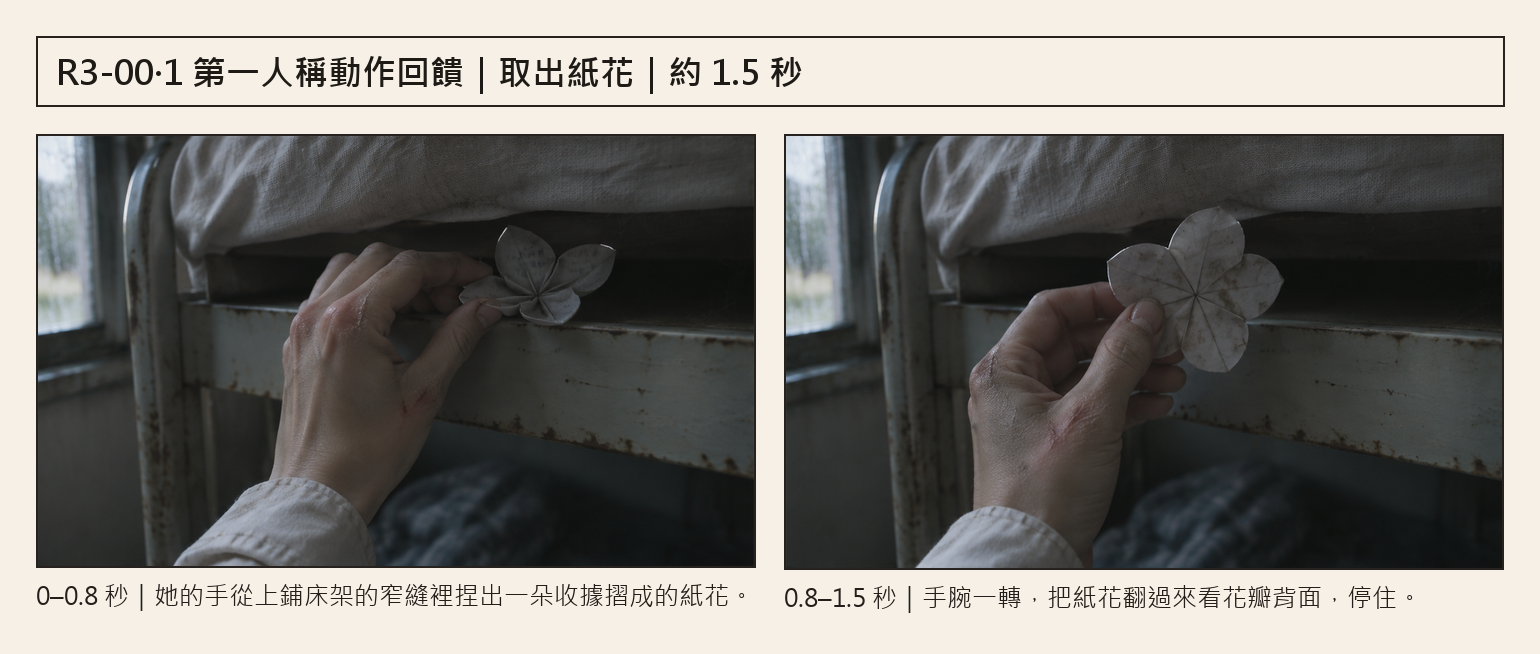 R3-00·1 第一人稱動作回饋｜取出紙花｜約 1.5 秒
0–0.8 秒｜她的手從上鋪床架的窄縫裡捏出一朵收據摺成的紙花。
0.8–1.5 秒｜手腕一轉，把紙花翻過來看花瓣背面，停住。